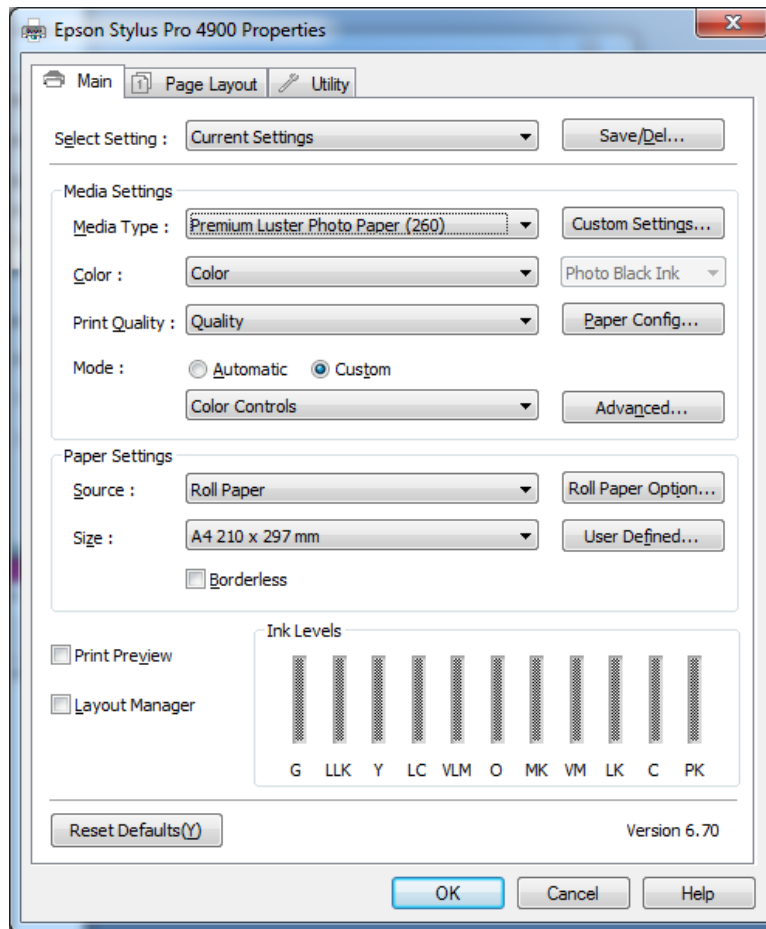 Epson Stylus Pro 4900 Properties
Main Page Layout Utility
Select Setting : Current Settings Save/Del...
Media Settings
Media Type : Premium Luster Photo Paper (260) Custom Settings...
Color : Color Photo Black Ink
Print Quality : Quality Paper Config...
Mode : Automatic Custom
Color Controls Advanced...
Paper Settings
Source : Roll Paper Roll Paper Option...
Size : A4 210 x 297 mm User Defined...
Borderless
Ink Levels
Print Preview
Layout Manager
G LLK Y LC VLM O MK VM LK C PK
Reset Defaults(Y) Version 6.70
OK Cancel Help